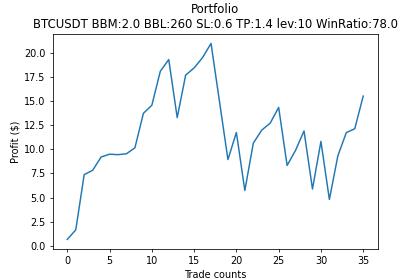 Portfolio
BTCUSDT BBM:2.0 BBL:260 SL:0.6 TP:1.4 lev:10 WinRatio:78.0
20.0
17.5
15.0
12.5
10.0
7.5
5.0
2.5
0.0
Profit ($)
0 5 10 15 20 25 30 35
Trade counts